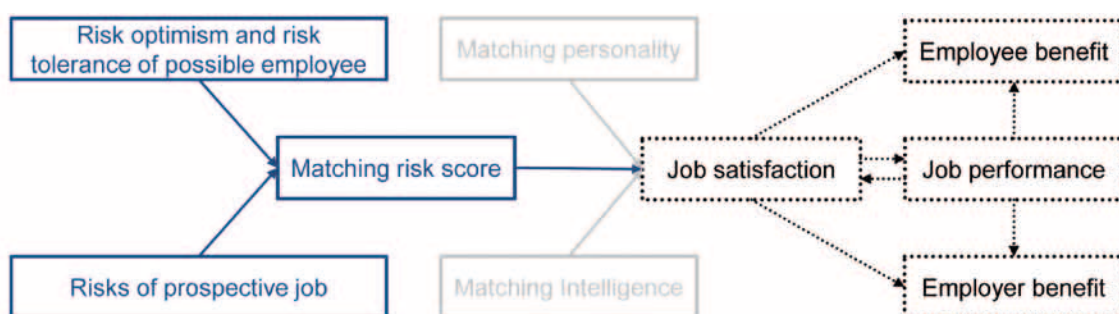 Risk optimism and risk
tolerance of possible employee
Matching personality
Employee benefit
Matching risk score
Job satisfaction
Job performance
Risks of prospective job
Matching Intelligence
Employer benefit